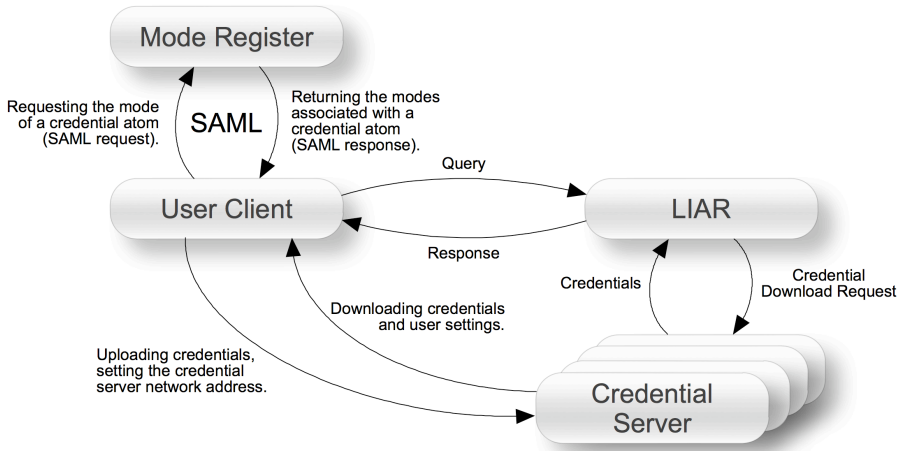 Mode Register
Requesting the mode
of a credential atom
(SAML request).
SAML
Returning the modes
associated with a
credential atom
(SAML response).
Query
User Client
LIAR
Response
Credentials
Credential
Download Request
Downloading credentials
and user settings.
Uploading credentials,
setting the credential
server network address.
Credential
Server